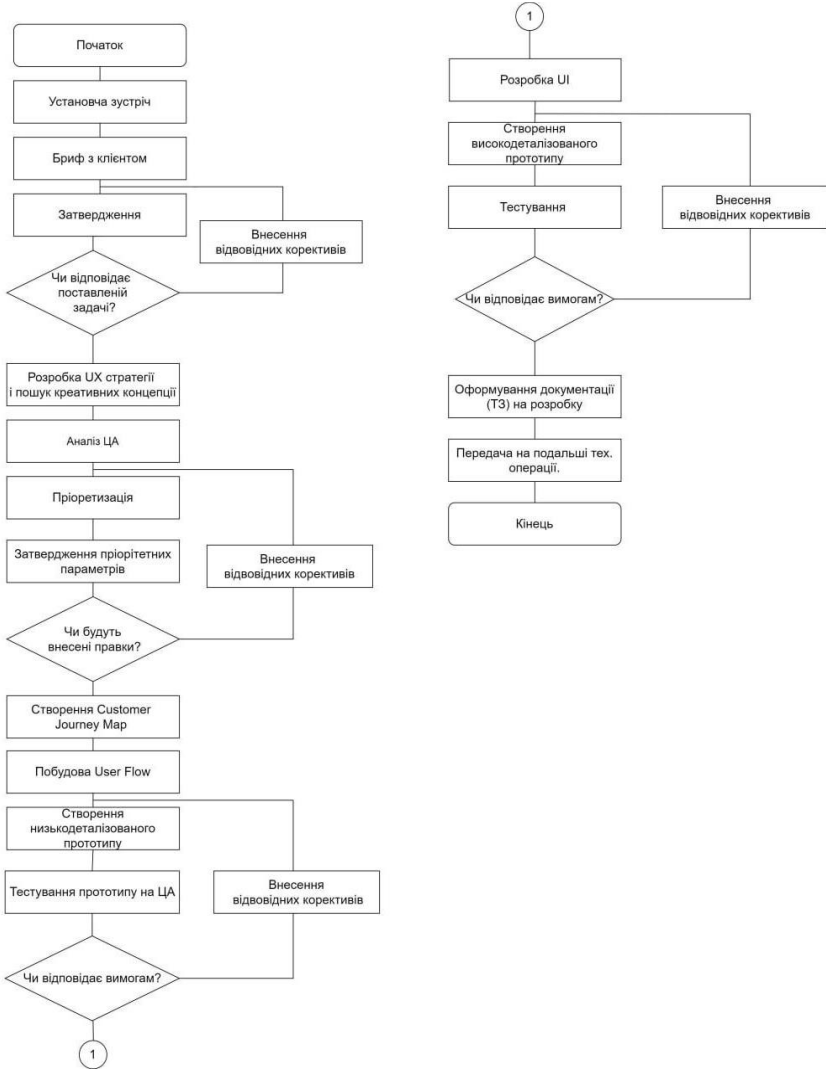 Початок
Установча зустріч
Бриф з клієнтом
Затвердження
Внесення
відвовідних корективів
Чи відповідає
поставленій
задачі?
Розробка UX стратегії
і пошук креативних концепції
Аналіз ЦА
Пріоретизація
Затвердження пріорітетних
параметрів
Внесення
відвовідних корективів
Чи будуть
внесені правки?
Створення Customer
Journey Map
Побудова User Flow
Створення
низькодеталізованого
прототипу
Тестування прототипу на ЦА
Внесення
відвовідних корективів
Чи відповідає вимогам?
1
1
Розробка UI
Створення
високодеталізованого
прототипу
Тестування
Внесення
відвовідних корективів
Чи відповідає вимогам?
Оформування документації
(ТЗ) на розробку
Передача на подальші тех.
операції.
Кінець